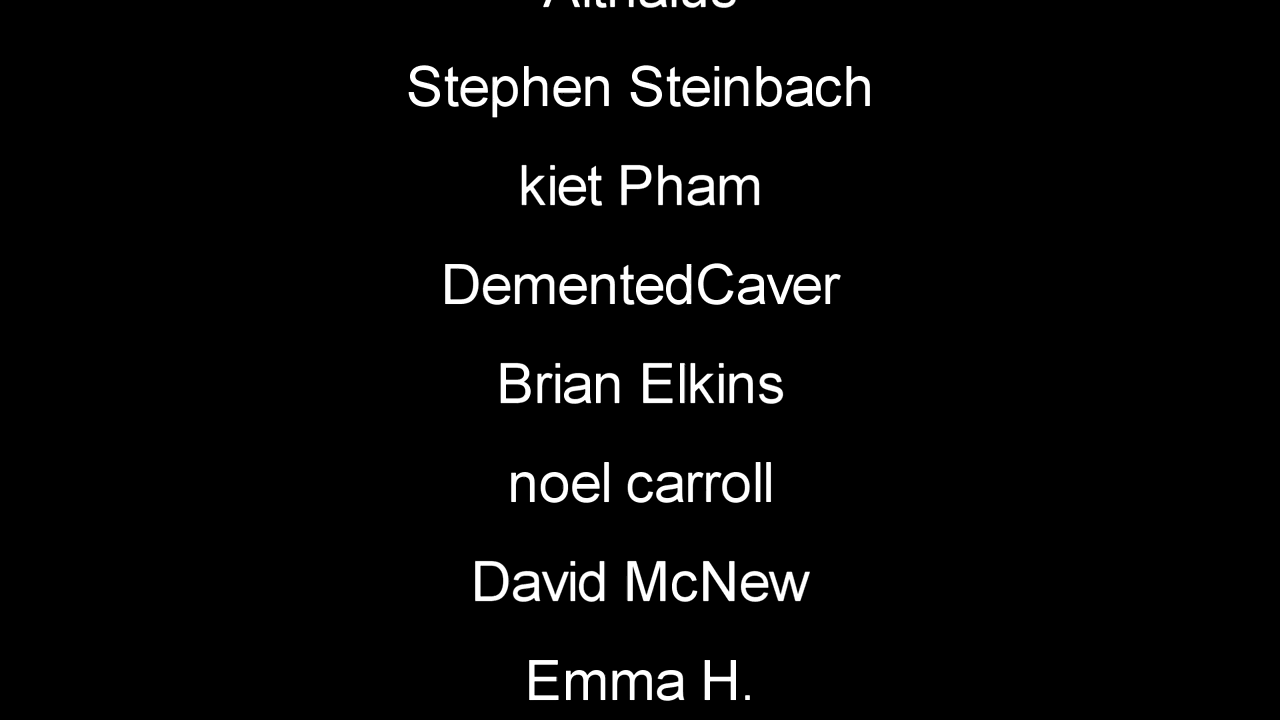 Stephen Steinbach
kiet Pham
DementedCaver
Brian Elkins
noel carroll
David McNew
Emma H.